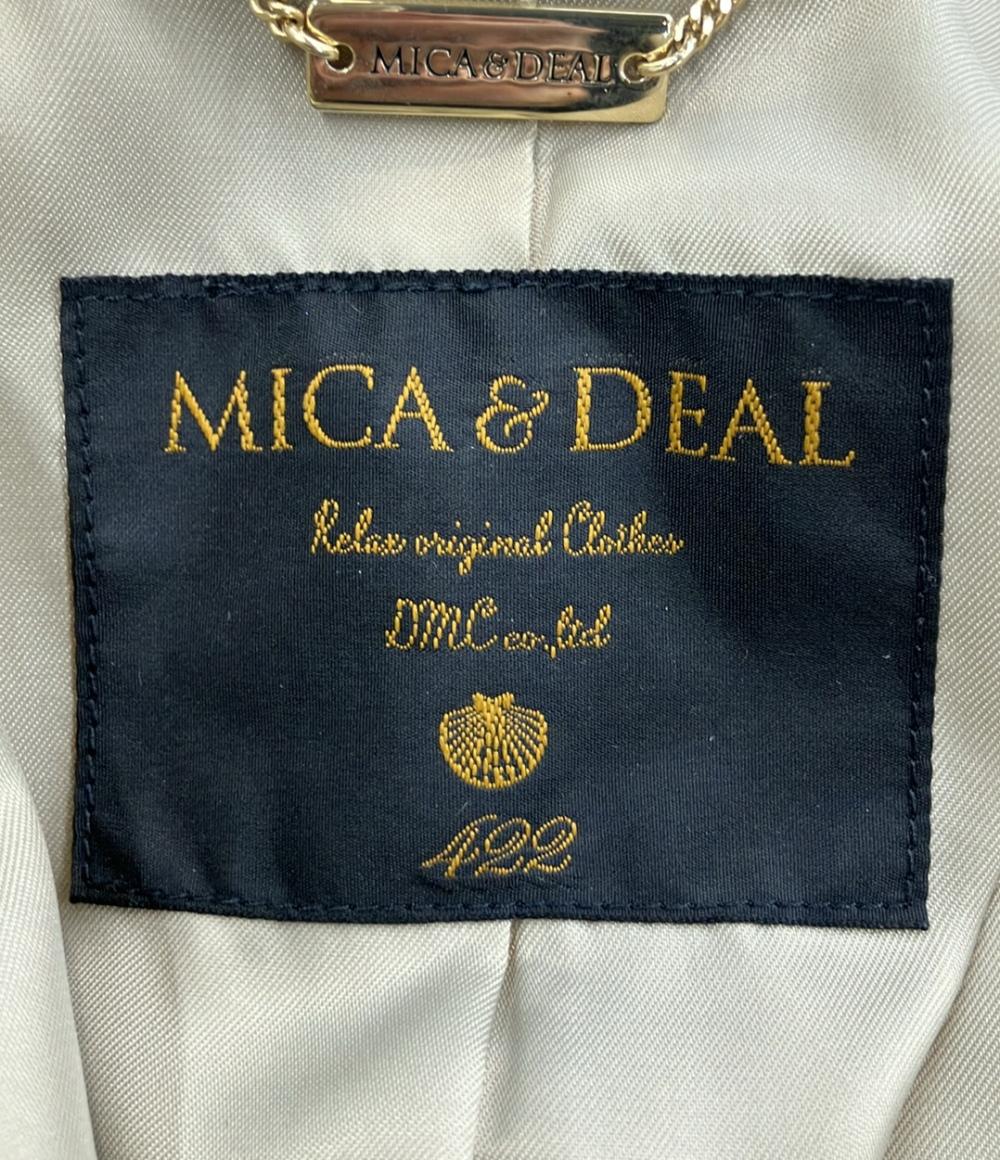 MICA&DEAL
MICA & DEAL
Relax original Clothes
DMC co.,ltd
422